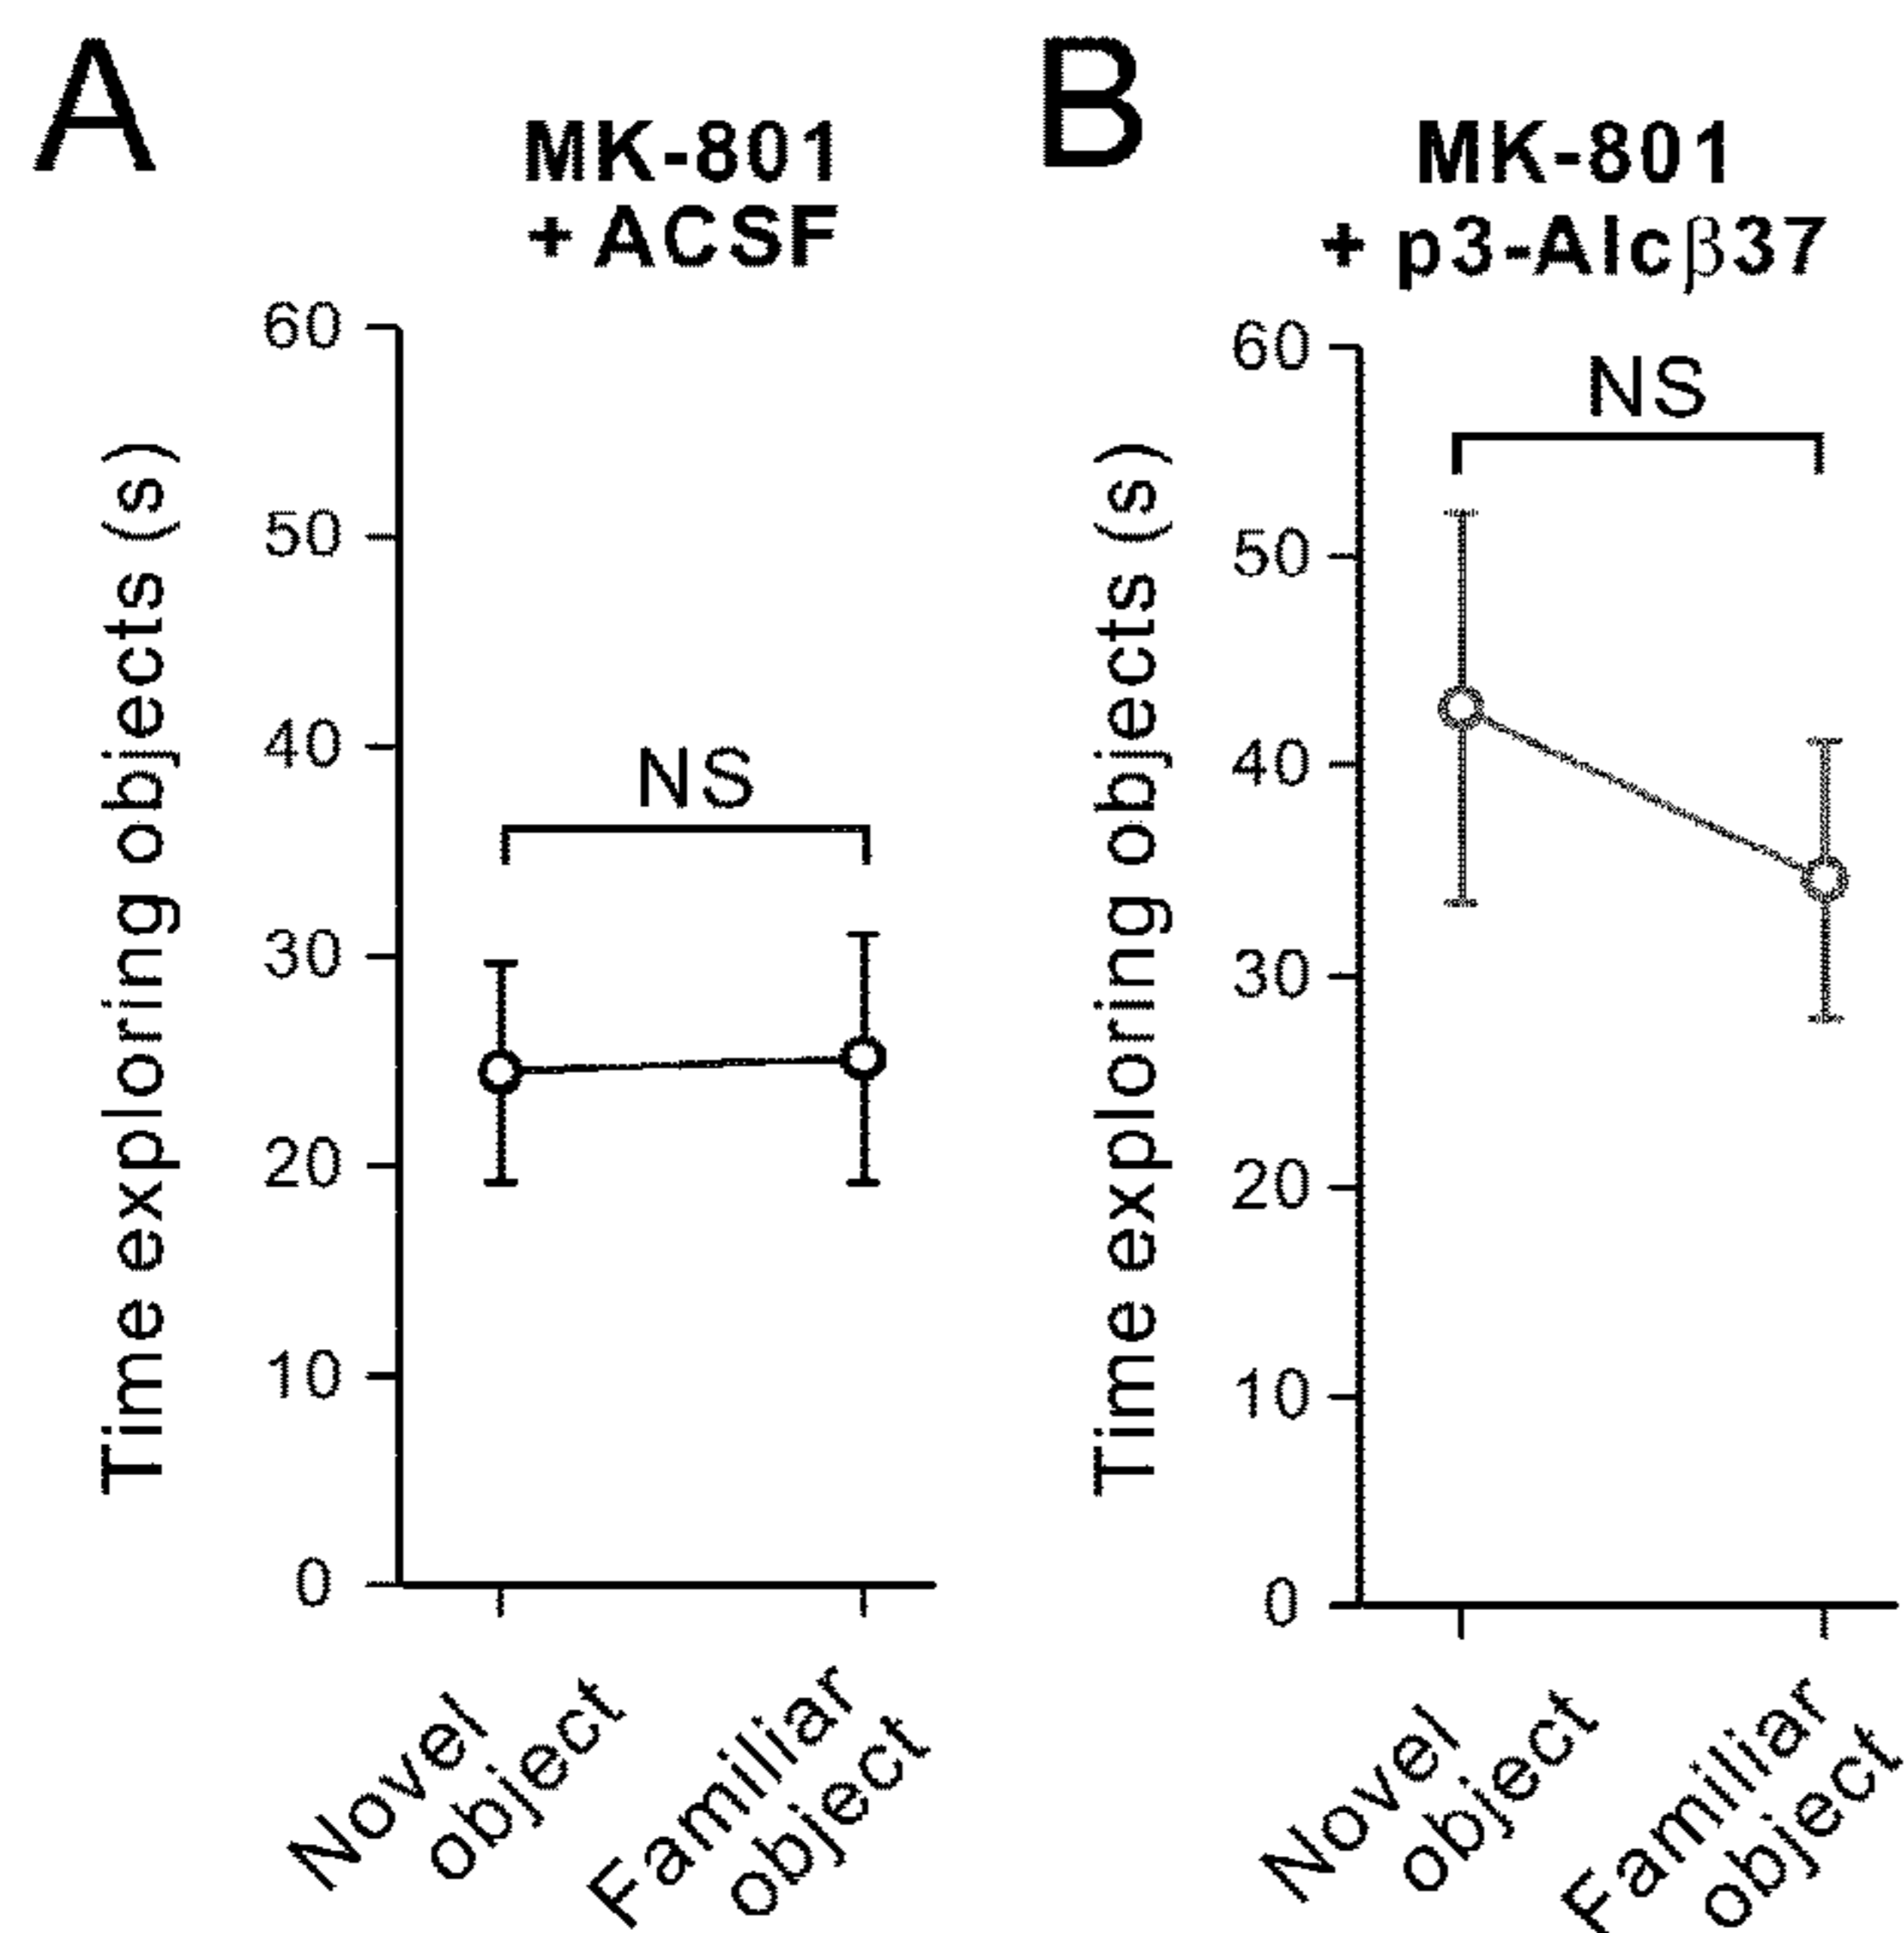 A
MK-801
+ ACSF
60
50
40
30
20
10
0
Time exploring objects (s)
NS
Novel
object
Familiar
object
B
MK-801
+ p3-Alcβ37
60
50
40
30
20
10
0
Time exploring objects (s)
NS
Novel
object
Familiar
object